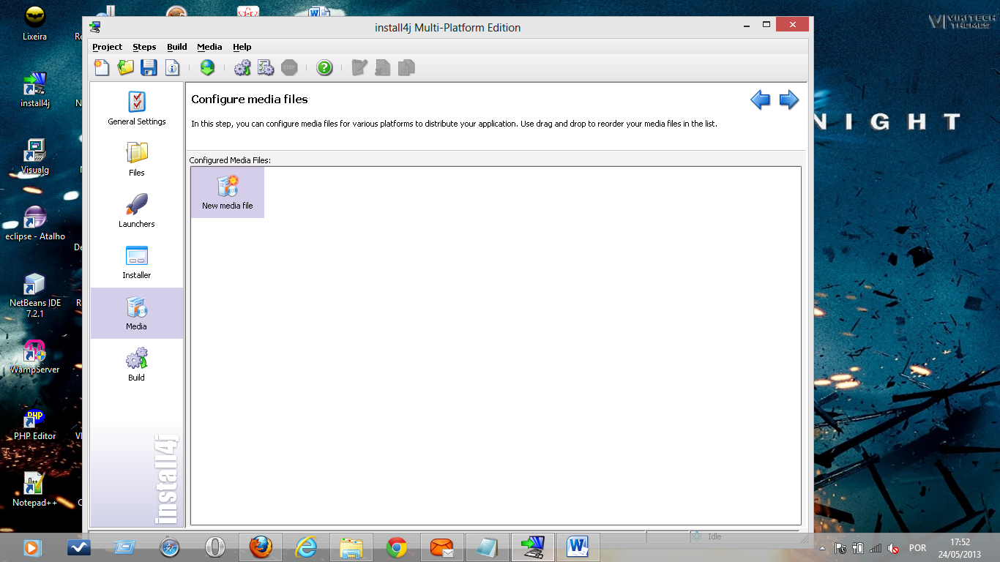 Lixeira
install4j Multi-Platform Edition
VIKITECH
THEMES
Project Steps Build Media Help
STOP
install4j
General Settings
Configure media files
In this step, you can configure media files for various platforms to distribute your application. Use drag and drop to reorder your media files in the list.
NIGHT
Files
Configured Media Files:
Visualg
New media file
Launchers
eclipse - Atalho
Installer
NetBeans IDE
7.2.1
Media
WampServer
Build
PHP
PHP Editor
install4j
Notepad++
Idle
POR
17:52
24/05/2013